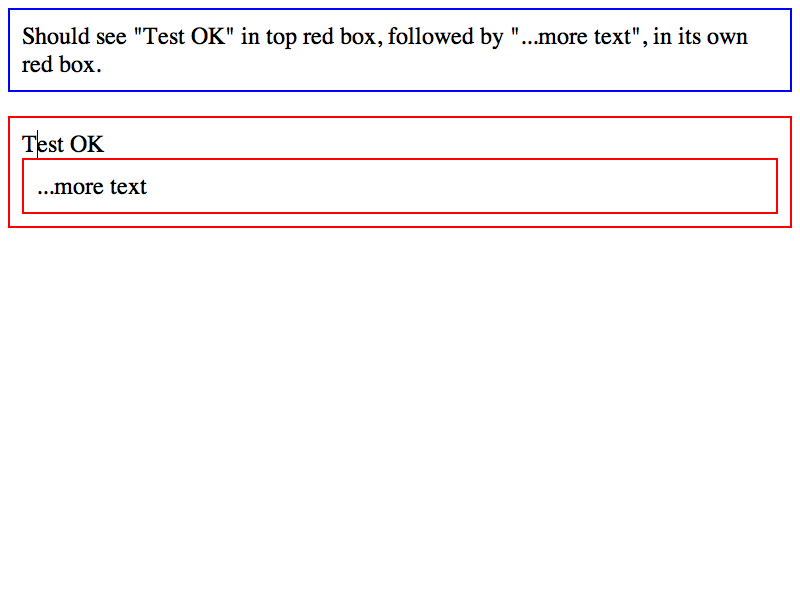 Should see "Test OK" in top red box, followed by "...more text", in its own
red box.
Test OK
...more text